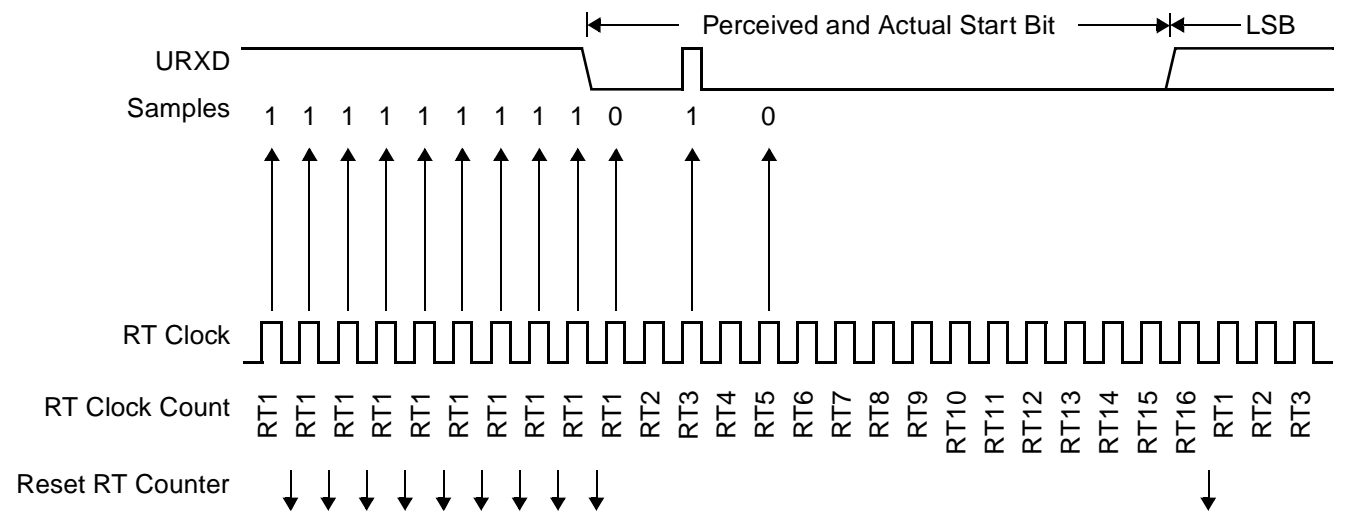 Perceived and Actual Start Bit LSB
URXD
Samples 1 1 1 1 1 1 1 1 1 0 1 0
RT Clock
RT Clock Count RT1 RT1 RT1 RT1 RT1 RT1 RT1 RT1 RT1 RT1 RT2 RT3 RT4 RT5 RT6 RT7 RT8 RT9 RT10 RT11 RT12 RT13 RT14 RT15 RT16 RT1 RT2 RT3
Reset RT Counter